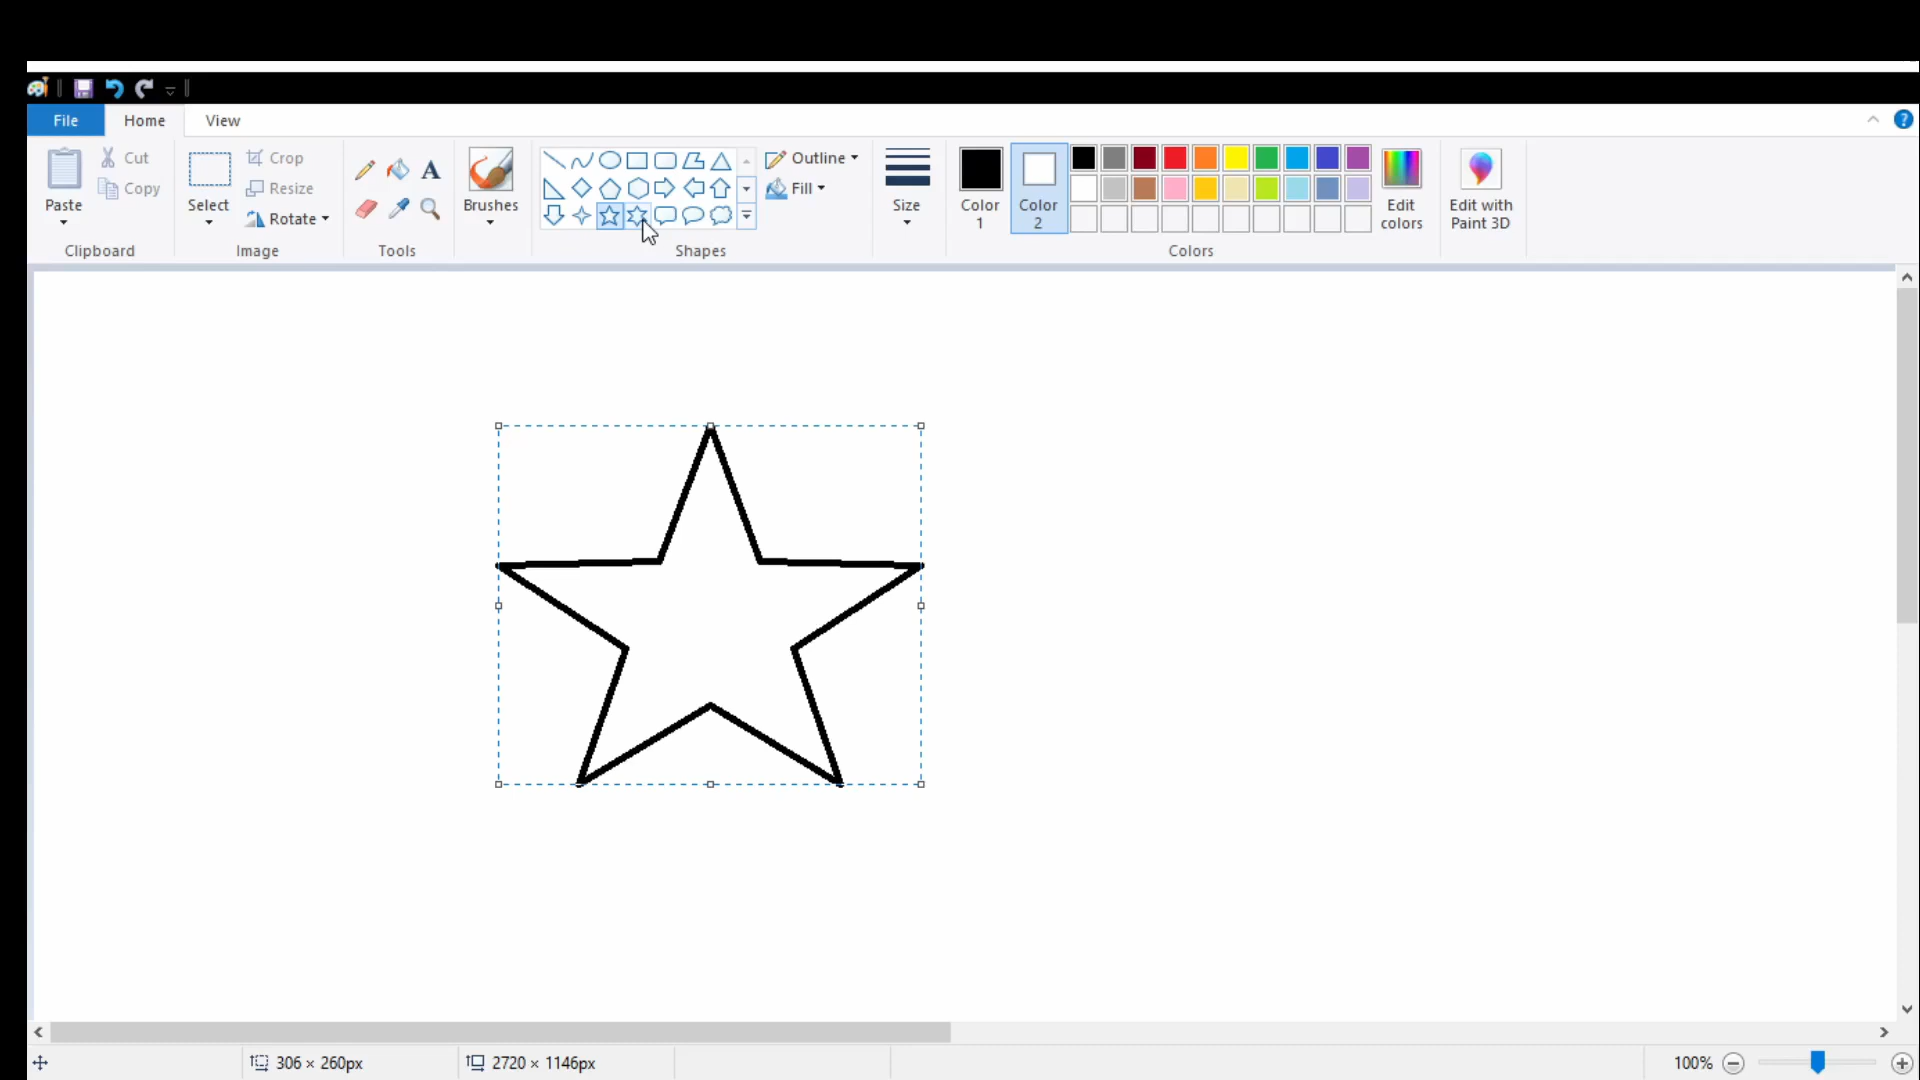 File Home View
Paste
Cut
Copy
Clipboard
Select
Crop
Resize
Rotate
Image
A
Tools
Brushes
Outline
Fill
Shapes
Size
Color
1
Color
2
Edit
colors
Colors
Edit with
Paint 3D
?
306 × 260px
2720 × 1146px
100%